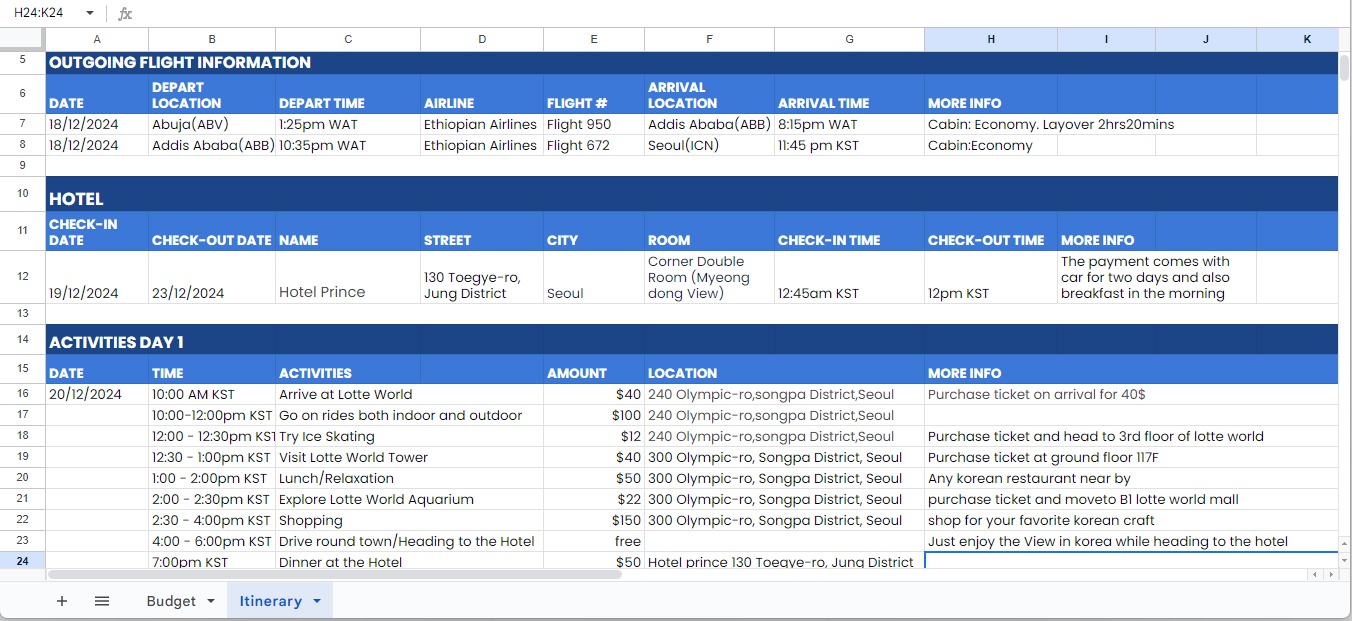 H24:K24 fx
A B C D E F G H I J K
5 OUTGOING FLIGHT INFORMATION
6 DATE DEPART LOCATION DEPART TIME AIRLINE FLIGHT # ARRIVAL LOCATION ARRIVAL TIME MORE INFO
7 18/12/2024 Abuja(ABV) 1:25pm WAT Ethiopian Airlines Flight 950 Addis Ababa(ABB) 8:15pm WAT Cabin: Economy. Layover 2hrs20mins
8 18/12/2024 Addis Ababa(ABB) 10:35pm WAT Ethiopian Airlines Flight 672 Seoul(ICN) 11:45 pm KST Cabin:Economy
9
10 HOTEL
11 CHECK-IN DATE CHECK-OUT DATE NAME STREET CITY ROOM CHECK-IN TIME CHECK-OUT TIME MORE INFO
12 19/12/2024 23/12/2024 Hotel Prince 130 Toegye-ro, Jung District Seoul Corner Double Room (Myeong dong View) 12:45am KST 12pm KST The payment comes with car for two days and also breakfast in the morning
13
14 ACTIVITIES DAY 1
15 DATE TIME ACTIVITIES AMOUNT LOCATION MORE INFO
16 20/12/2024 10:00 AM KST Arrive at Lotte World $40 240 Olympic-ro,songpa District,Seoul Purchase ticket on arrival for 40$
17 10:00-12:00pm KST Go on rides both indoor and outdoor $100 240 Olympic-ro,songpa District,Seoul
18 12:00 - 12:30pm KST Try Ice Skating $12 240 Olympic-ro,songpa District,Seoul Purchase ticket and head to 3rd floor of lotte world
19 12:30 - 1:00pm KST Visit Lotte World Tower $40 300 Olympic-ro, Songpa District, Seoul Purchase ticket at ground floor 117F
20 1:00 - 2:00pm KST Lunch/Relaxation $50 300 Olympic-ro, Songpa District, Seoul Any korean restaurant near by
21 2:00 - 2:30pm KST Explore Lotte World Aquarium $22 300 Olympic-ro, Songpa District, Seoul purchase ticket and moveto B1 lotte world mall
22 2:30 - 4:00pm KST Shopping $150 300 Olympic-ro, Songpa District, Seoul shop for your favorite korean craft
23 4:00 - 6:00pm KST Drive round town/Heading to the Hotel free Just enjoy the View in korea while heading to the hotel
24 7:00pm KST Dinner at the Hotel $50 Hotel prince 130 Toegye-ro, Jung District
Budget Itinerary